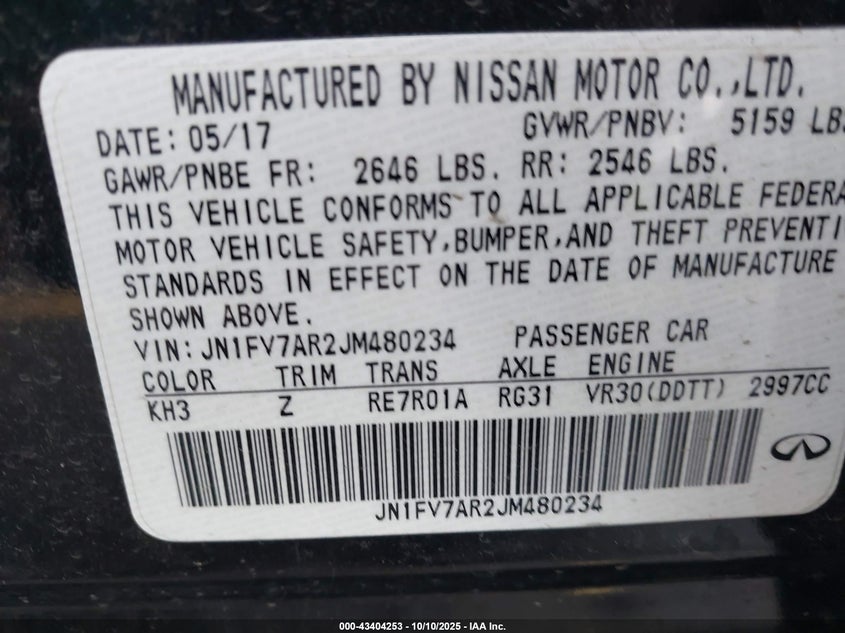 MANUFACTURED BY NISSAN MOTOR CO.,LTD.
DATE: 05/17 GVWR/PNBV: 5159 LBS
GAWR/PNBE FR: 2646 LBS. RR: 2546 LBS.
THIS VEHICLE CONFORMS TO ALL APPLICABLE FEDERA
MOTOR VEHICLE SAFETY,BUMPER,AND THEFT PREVENTI
STANDARDS IN EFFECT ON THE DATE OF MANUFACTURE
SHOWN ABOVE.
VIN: JN1FV7AR2JM480234 PASSENGER CAR
COLOR TRIM TRANS AXLE ENGINE
KH3 Z RE7R01A RG31 VR30(DDTT) 2997CC
JN1FV7AR2JM480234
000-43404253 - 10/10/2025 - IAA Inc.